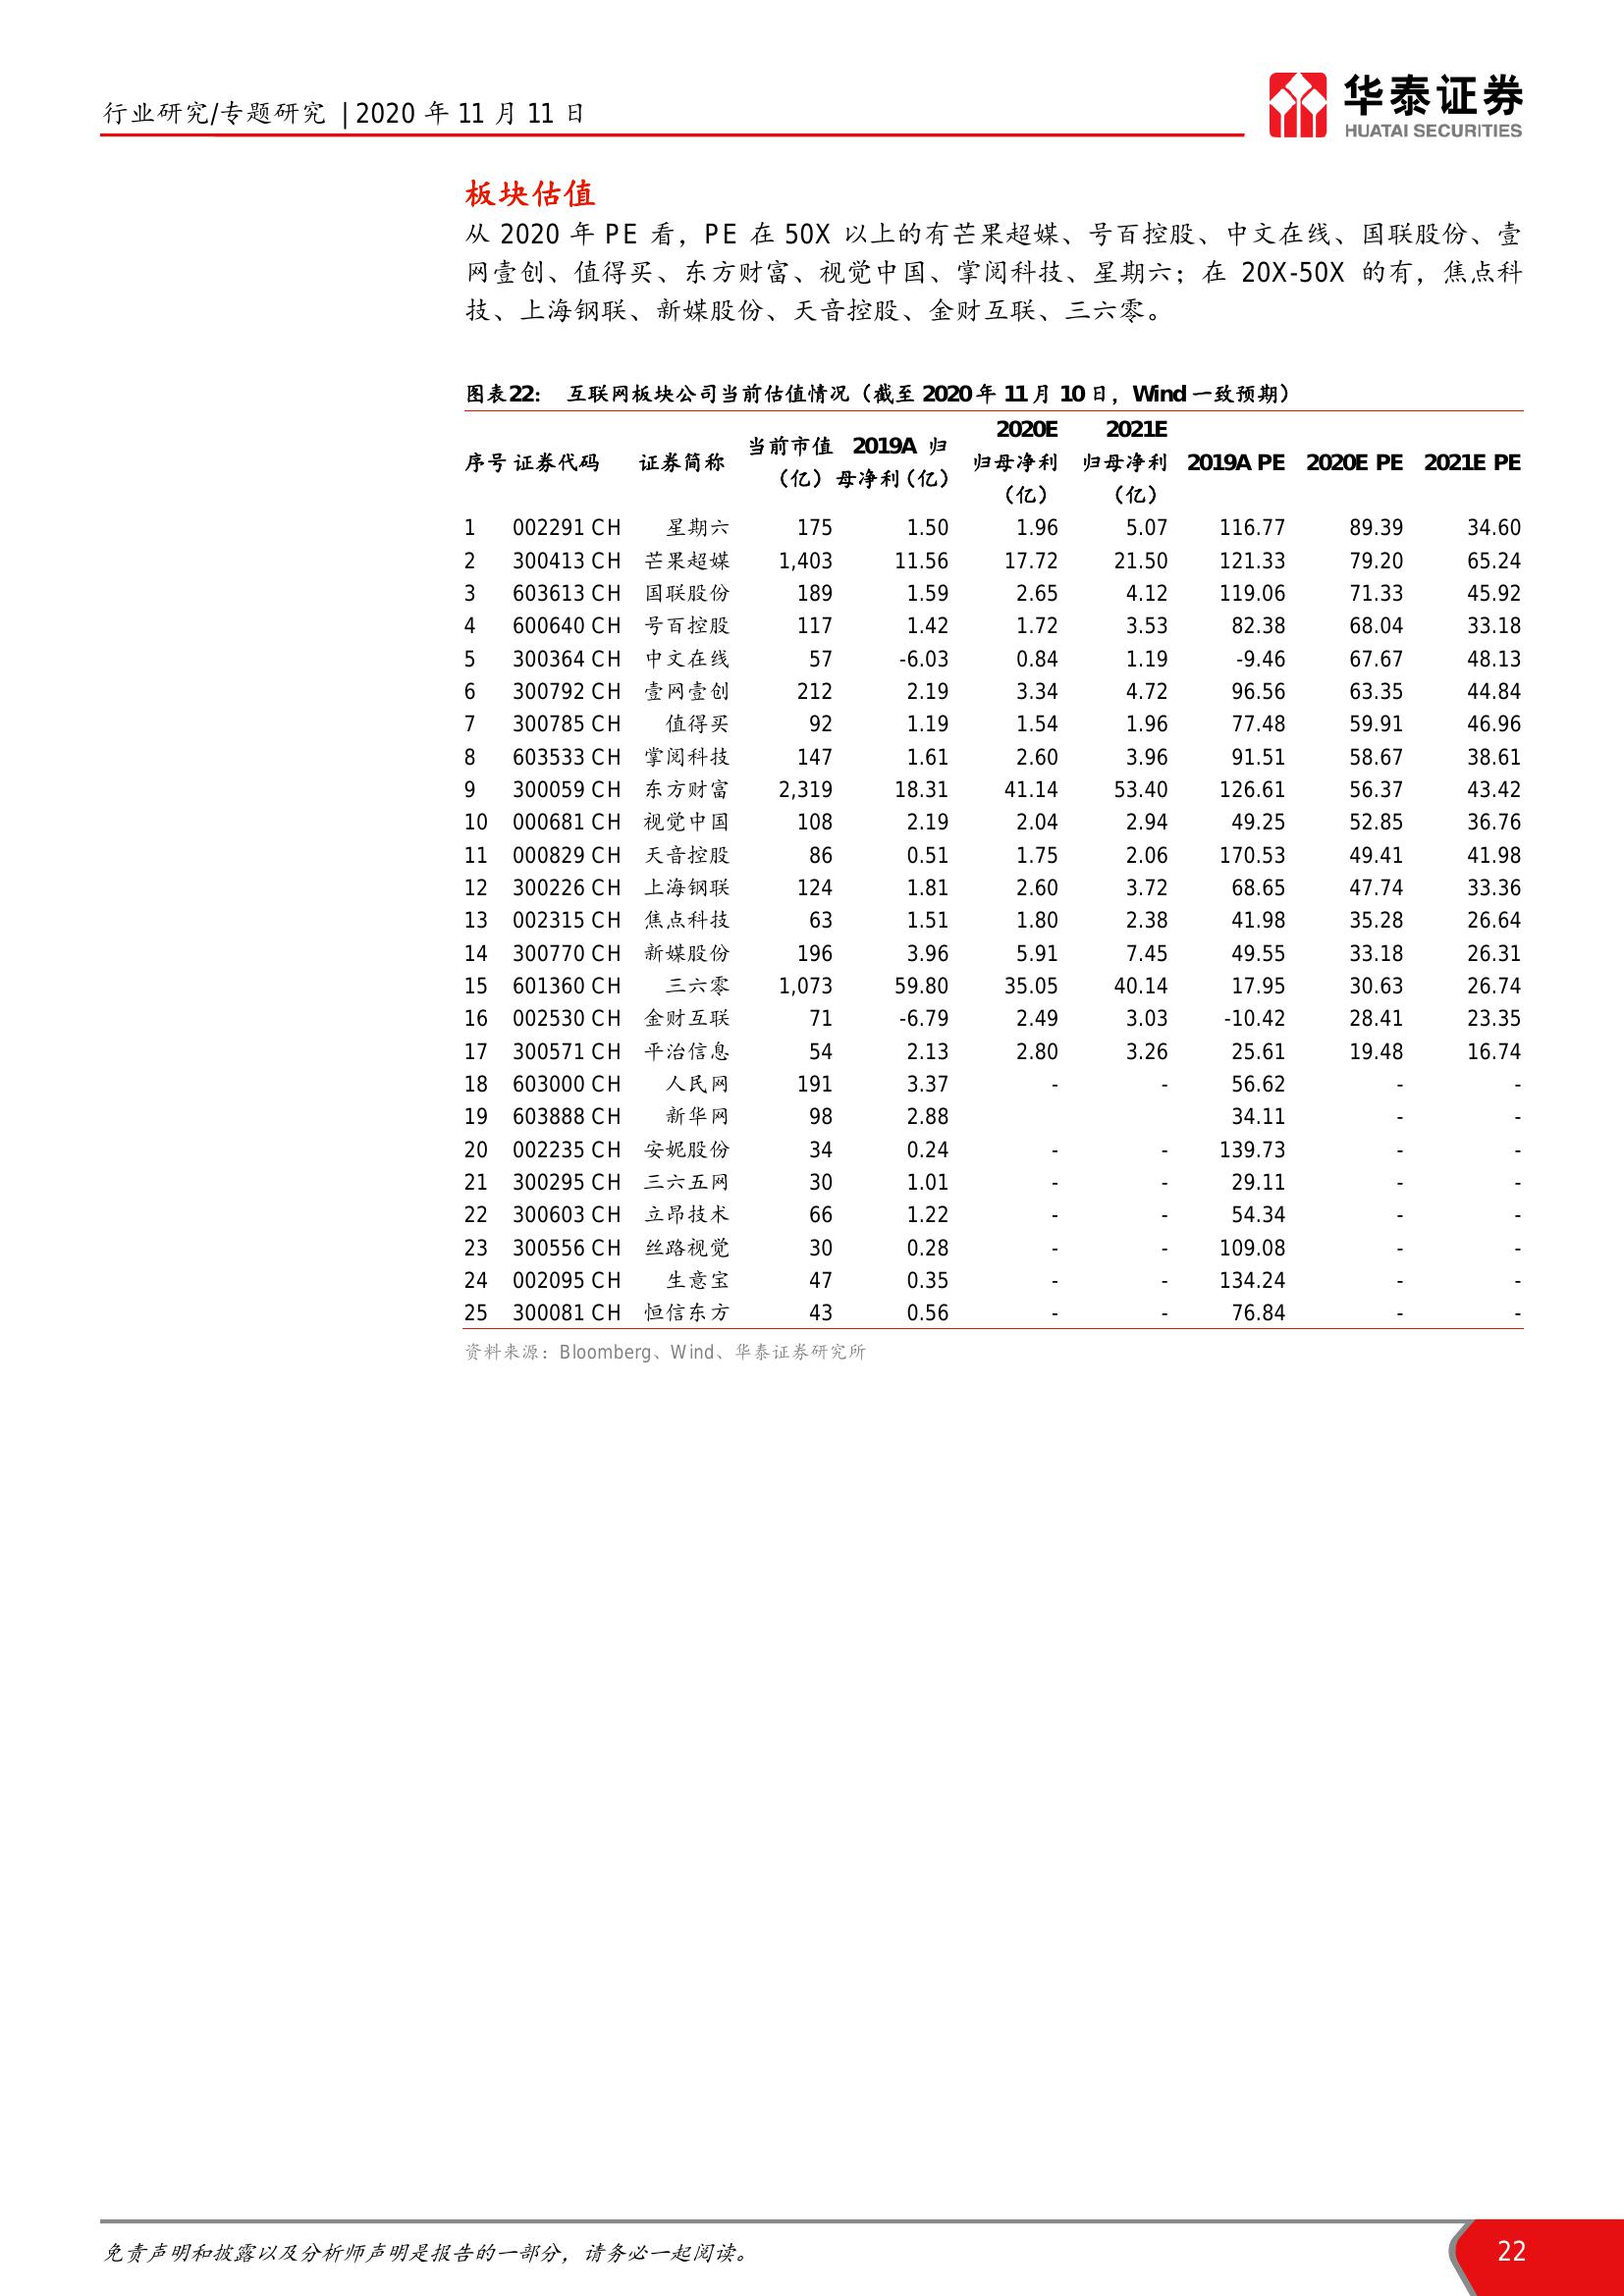 行业研究/专题研究 | 2020 年 11 月 11 日
华泰证券
HUATAI SECURITIES
板块估值
从 2020 年 PE 看，PE 在 50X 以上的有芒果超媒、号百控股、中文在线、国联股份、壹
网壹创、值得买、东方财富、视觉中国、掌阅科技、星期六；在 20X-50X 的有，焦点科
技、上海钢联、新媒股份、天音控股、金财互联、三六零。
图表22： 互联网板块公司当前估值情况（截至 2020 年 11 月 10 日，Wind 一致预期）
序号 证券代码 证券简称 当前市值（亿） 2019A 归母净利（亿） 2020E 归母净利（亿） 2021E 归母净利（亿） 2019A PE 2020E PE 2021E PE
1 002291 CH 星期六 175 1.50 1.96 5.07 116.77 89.39 34.60
2 300413 CH 芒果超媒 1,403 11.56 17.72 21.50 121.33 79.20 65.24
3 603613 CH 国联股份 189 1.59 2.65 4.12 119.06 71.33 45.92
4 600640 CH 号百控股 117 1.42 1.72 3.53 82.38 68.04 33.18
5 300364 CH 中文在线 57 -6.03 0.84 1.19 -9.46 67.67 48.13
6 300792 CH 壹网壹创 212 2.19 3.34 4.72 96.56 63.35 44.84
7 300785 CH 值得买 92 1.19 1.54 1.96 77.48 59.91 46.96
8 603533 CH 掌阅科技 147 1.61 2.60 3.96 91.51 58.67 38.61
9 300059 CH 东方财富 2,319 18.31 41.14 53.40 126.61 56.37 43.42
10 000681 CH 视觉中国 108 2.19 2.04 2.94 49.25 52.85 36.76
11 000829 CH 天音控股 86 0.51 1.75 2.06 170.53 49.41 41.98
12 300226 CH 上海钢联 124 1.81 2.60 3.72 68.65 47.74 33.36
13 002315 CH 焦点科技 63 1.51 1.80 2.38 41.98 35.28 26.64
14 300770 CH 新媒股份 196 3.96 5.91 7.45 49.55 33.18 26.31
15 601360 CH 三六零 1,073 59.80 35.05 40.14 17.95 30.63 26.74
16 002530 CH 金财互联 71 -6.79 2.49 3.03 -10.42 28.41 23.35
17 300571 CH 平治信息 54 2.13 2.80 3.26 25.61 19.48 16.74
18 603000 CH 人民网 191 3.37 - - 56.62 - -
19 603888 CH 新华网 98 2.88 34.11 - -
20 002235 CH 安妮股份 34 0.24 - - 139.73 - -
21 300295 CH 三六五网 30 1.01 - - 29.11 - -
22 300603 CH 立昂技术 66 1.22 - - 54.34 - -
23 300556 CH 丝路视觉 30 0.28 - - 109.08 - -
24 002095 CH 生意宝 47 0.35 - - 134.24 - -
25 300081 CH 恒信东方 43 0.56 - - 76.84 - -
资料来源：Bloomberg、Wind、华泰证券研究所
免责声明和披露以及分析师声明是报告的一部分，请务必一起阅读。
22